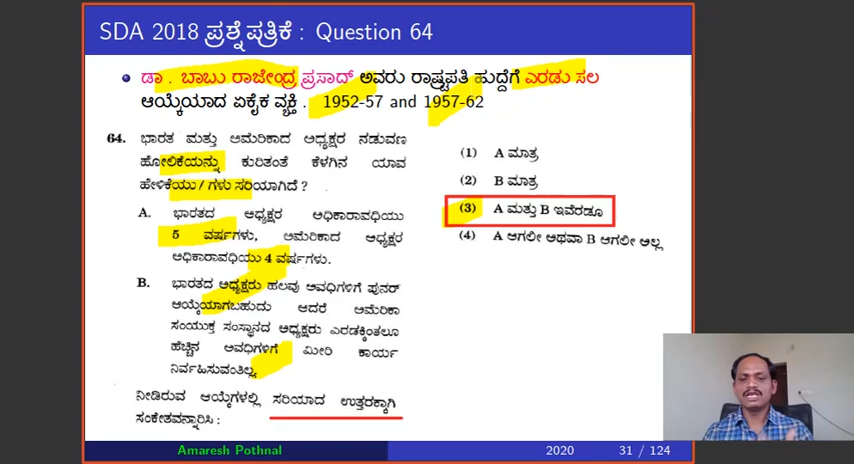 SDA 2018 ಪ್ರಶ್ನೆಪತ್ರಿಕೆ : Question 64
ಡಾ . ಬಾಬು ರಾಜೇಂದ್ರ ಪ್ರಸಾದ್ ಅವರು ರಾಷ್ಟ್ರಪತಿ ಹುದ್ದೆಗೆ ಎರಡು ಸಲ
ಆಯ್ಕೆಯಾದ ಏಕೈಕ ವ್ಯಕ್ತಿ . 1952-57 and 1957-62
64. ಭಾರತ ಮತ್ತು ಅಮೆರಿಕಾದ ಅಧ್ಯಕ್ಷರ ನಡುವಣ
ಹೋಲಿಕೆಯನ್ನು ಕುರಿತಂತೆ ಕೆಳಗಿನ ಯಾವ
ಹೇಳಿಕೆಯು / ಗಳು ಸರಿಯಾಗಿದೆ ?
A. ಭಾರತದ ಅಧ್ಯಕ್ಷರ ಅಧಿಕಾರಾವಧಿಯು
5 ವರ್ಷಗಳು, ಅಮೆರಿಕಾದ ಅಧ್ಯಕ್ಷರ
ಅಧಿಕಾರಾವಧಿಯು 4 ವರ್ಷಗಳು.
B. ಭಾರತದ ಅಧ್ಯಕ್ಷರು ಹಲವು ಅವಧಿಗಳಿಗೆ ಪುನರ್
ಆಯ್ಕೆಯಾಗಬಹುದು ಆದರೆ ಅಮೆರಿಕಾ
ಸಂಯುಕ್ತ ಸಂಸ್ಥಾನದ ಅಧ್ಯಕ್ಷರು ಎರಡಕ್ಕಿಂತಲೂ
ಹೆಚ್ಚಿನ ಅವಧಿಗಳಿಗೆ ಮೀರಿ ಕಾರ್ಯ
ನಿರ್ವಹಿಸುವಂತಿಲ್ಲ.
ನೀಡಿರುವ ಆಯ್ಕೆಗಳಲ್ಲಿ ಸರಿಯಾದ ಉತ್ತರಕ್ಕಾಗಿ
ಸಂಕೇತವನ್ನಾರಿಸಿ :
(1) A ಮಾತ್ರ
(2) B ಮಾತ್ರ
(3) A ಮತ್ತು B ಇವೆರಡೂ
(4) A ಆಗಲೀ ಅಥವಾ B ಆಗಲೀ ಅಲ್ಲ
Amaresh Pothnal 2020 31 / 124